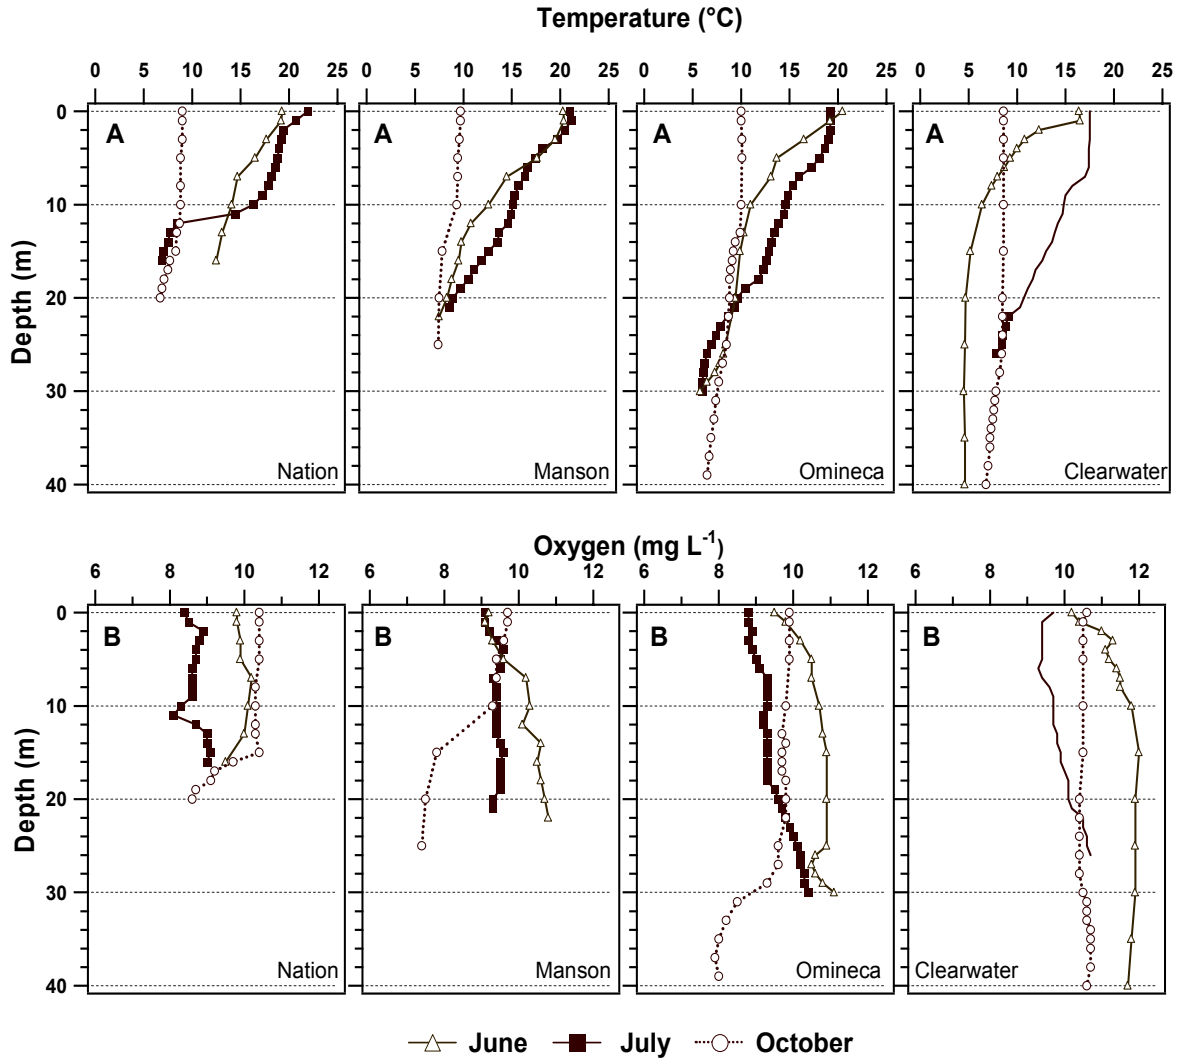 Temperature (°C)
0 5 10 15 20 25 0 5 10 15 20 25 0 5 10 15 20 25 0 5 10 15 20 25
0
A A A A
10
Depth (m)
20
30
Nation Manson Omineca Clearwater
40
Oxygen (mg L-1)
6 8 10 12 6 8 10 12 6 8 10 12 6 8 10 12
0
B B B B
10
Depth (m)
20
30
Nation Manson Omineca Clearwater
40
June July October